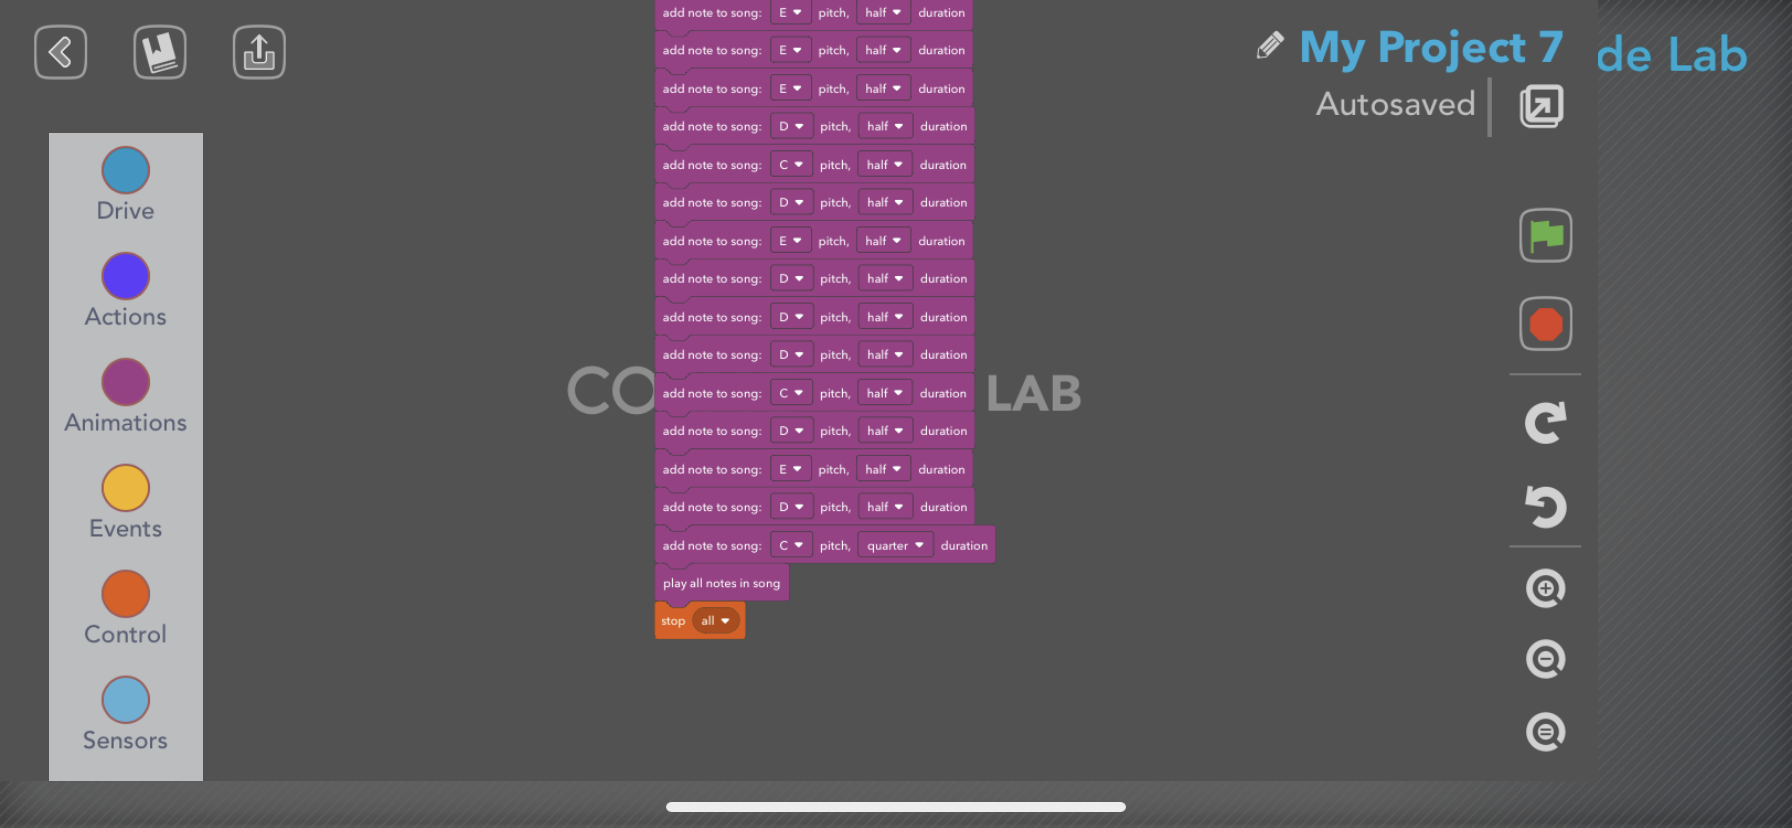 add note to song: E pitch, half duration
My Project 7
de Lab
add note to song: E pitch, half duration
add note to song: E pitch, half duration
Autosaved
add note to song: D pitch, half duration
add note to song: C pitch, half duration
add note to song: D pitch, half duration
Drive
add note to song: E pitch, half duration
add note to song: D pitch, half duration
Actions
add note to song: D pitch, half duration
add note to song: D pitch, half duration
CO LAB
add note to song: C pitch, half duration
Animations
add note to song: D pitch, half duration
add note to song: E pitch, half duration
add note to song: D pitch, half duration
Events
add note to song: C pitch, quarter duration
play all notes in song
stop all
Control
Sensors